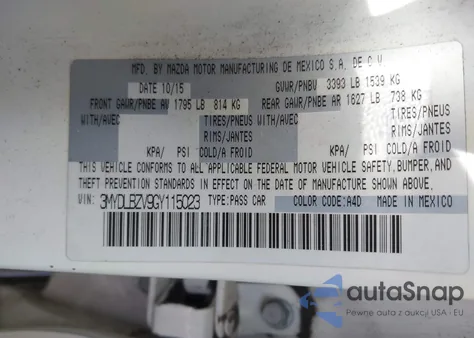 MFD. BY MAZDA MOTOR MANUFACTURING DE MEXICO S.A. DE C.V.
DATE 10/15 GVWR/PNBV 3393 LB 1539 KG
FRONT GAWR/PNBE AV 1795 LB 814 KG REAR GAWR/PNBE AR 1627 LB 738 KG
WITH/AVEC TIRES/PNEUS WITH/AVEC TIRES/PNEUS
RIMS/JANTES RIMS/JANTES
KPA/ PSI COLD/A FROID KPA/ PSI COLD/A FROID
THIS VEHICLE CONFORMS TO ALL APPLICABLE FEDERAL MOTOR VEHICLE SAFETY, BUMPER, AND
THEFT PREVENTION STANDARDS IN EFFECT ON THE DATE OF MANUFACTURE SHOWN ABOVE.
VIN: 3MYDLBZV9GY115023 TYPE: PASS CAR COLOR CODE: A4D MADE IN MEXICO
autoSnap
Pewne auta z aukcji USA i EU